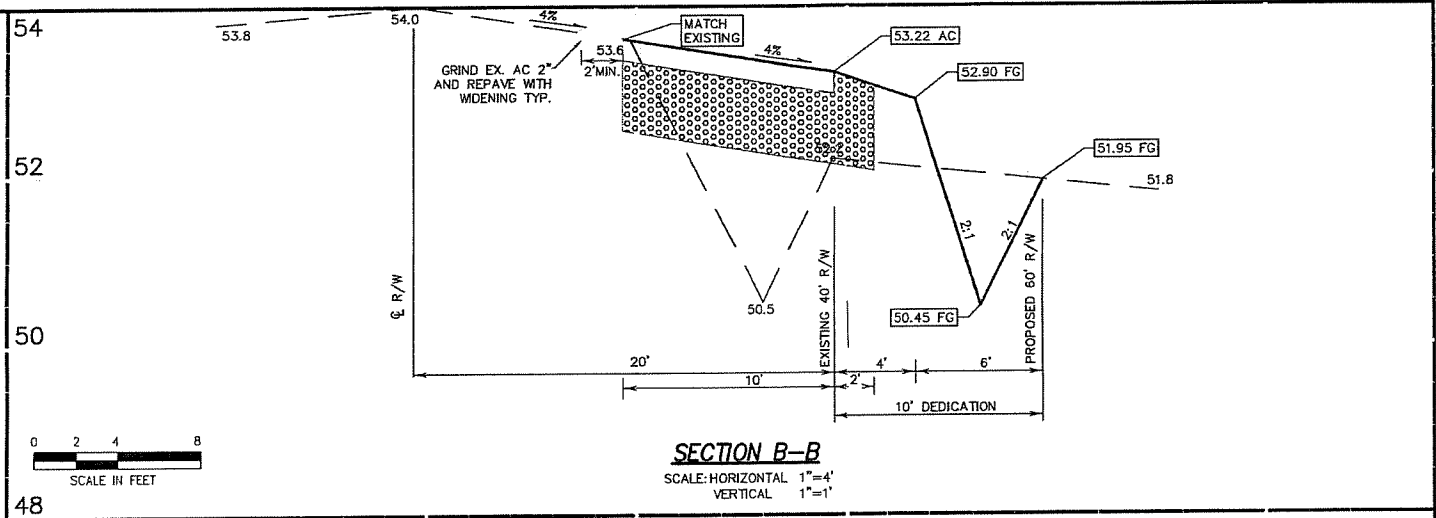 54
53.8
54.0
4%
MATCH
EXISTING
53.22 AC
4%
53.6
2'MIN.
GRIND EX. AC 2"
AND REPAVE WITH
WIDENING TYP.
52.90 FG
52
51.95 FG
51.8
2:1
2:1
℄ R/W
50.5
EXISTING 40' R/W
50.45 FG
PROPOSED 60' R/W
50
20'
4'
6'
10'
2'
10' DEDICATION
0 2 4 8
SCALE IN FEET
SECTION B–B
SCALE: HORIZONTAL 1"=4'
VERTICAL 1"=1'
48